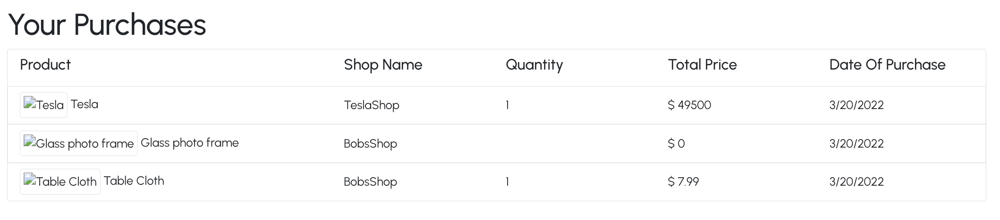 Your Purchases
Product Shop Name Quantity Total Price Date Of Purchase
Tesla Tesla TeslaShop 1 $ 49500 3/20/2022
Glass photo frame Glass photo frame BobsShop $ 0 3/20/2022
Table Cloth Table Cloth BobsShop 1 $ 7.99 3/20/2022